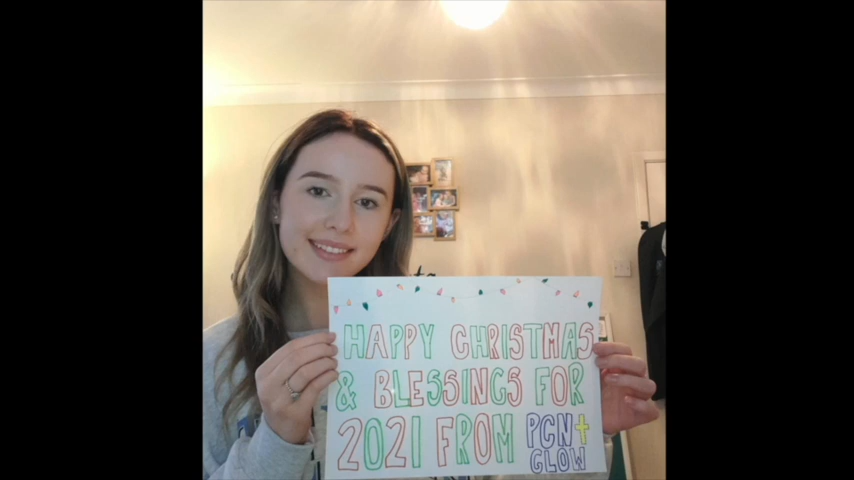 HAPPY CHRISTMAS
& BLESSINGS FOR
2021 FROM PCN
GLOW